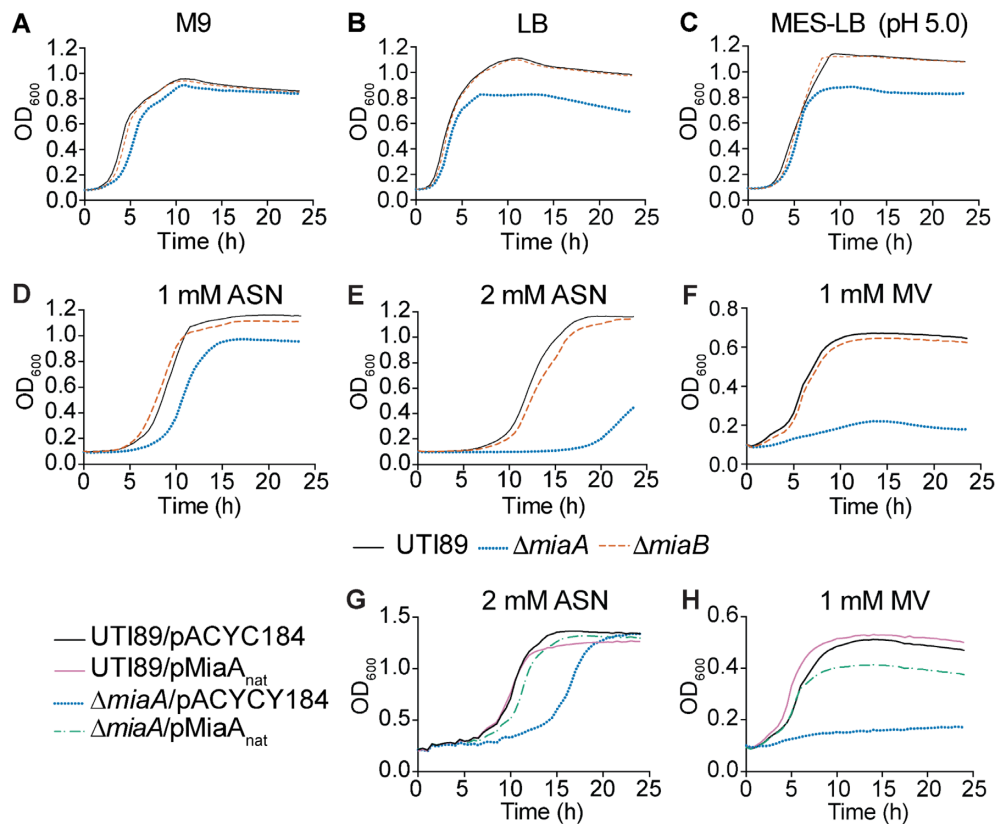 A M9
OD600
1.2
1.0
0.8
0.6
0.4
0.2
0
0 5 10 15 20 25
Time (h)
B LB
OD600
1.2
1.0
0.8
0.6
0.4
0.2
0
0 5 10 15 20 25
Time (h)
C MES-LB (pH 5.0)
OD600
1.2
1.0
0.8
0.6
0.4
0.2
0.0
0 5 10 15 20 25
Time (h)
D 1 mM ASN
OD600
1.2
1.0
0.8
0.6
0.4
0.2
0.0
0 5 10 15 20 25
Time (h)
E 2 mM ASN
OD600
1.2
1.0
0.8
0.6
0.4
0.2
0.0
0 5 10 15 20 25
Time (h)
F 1 mM MV
OD600
0.8
0.6
0.4
0.2
0.0
0 5 10 15 20 25
Time (h)
UTI89 ΔmiaA ΔmiaB
UTI89/pACYC184
UTI89/pMiaAnat
ΔmiaA/pACYCY184
ΔmiaA/pMiaAnat
G 2 mM ASN
OD600
1.5
1.0
0.5
0.0
0 5 10 15 20 25
Time (h)
H 1 mM MV
OD600
0.6
0.4
0.2
0.0
0 5 10 15 20 25
Time (h)